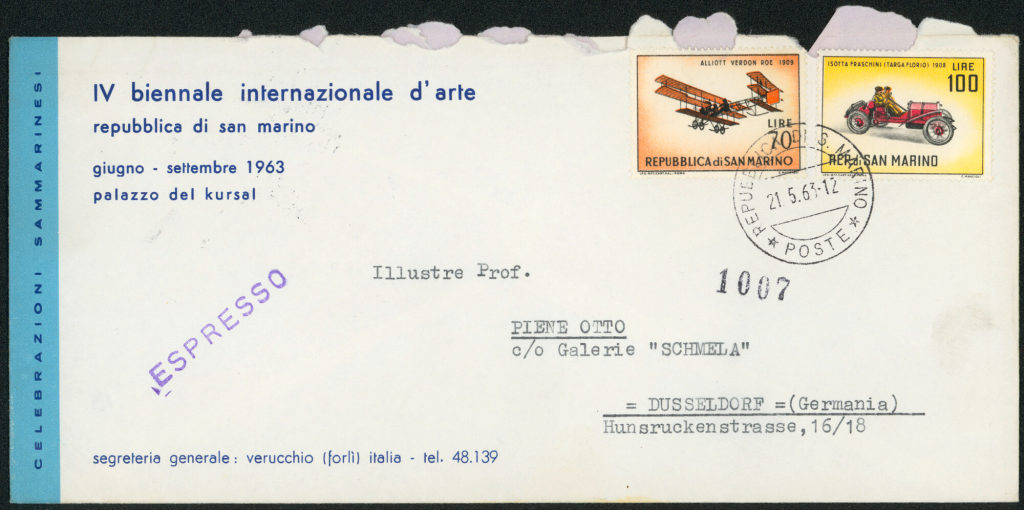 CELEBRAZIONI SAMMARINESI
IV biennale internazionale d'arte
repubblica di san marino
giugno - settembre 1963
palazzo del kursal
ALLIOTT VERDON ROE 1909
LIRE
70
REPUBBLICA di SAN MARINO
ISOTTA FRASCHINI (TARGA FLORIO) 1908
LIRE
100
REP. di SAN MARINO
REPUBBLICA DI S. MARINO
21.5.63-12
★ POSTE ★
ESPRESSO
Illustre Prof.
1007
PIENE OTTO
c/o Galerie "SCHMELA"
= DUSSELDORF =(Germania)
Hunsruckenstrasse,16/18
segreteria generale: verucchio (forlì) italia - tel. 48.139